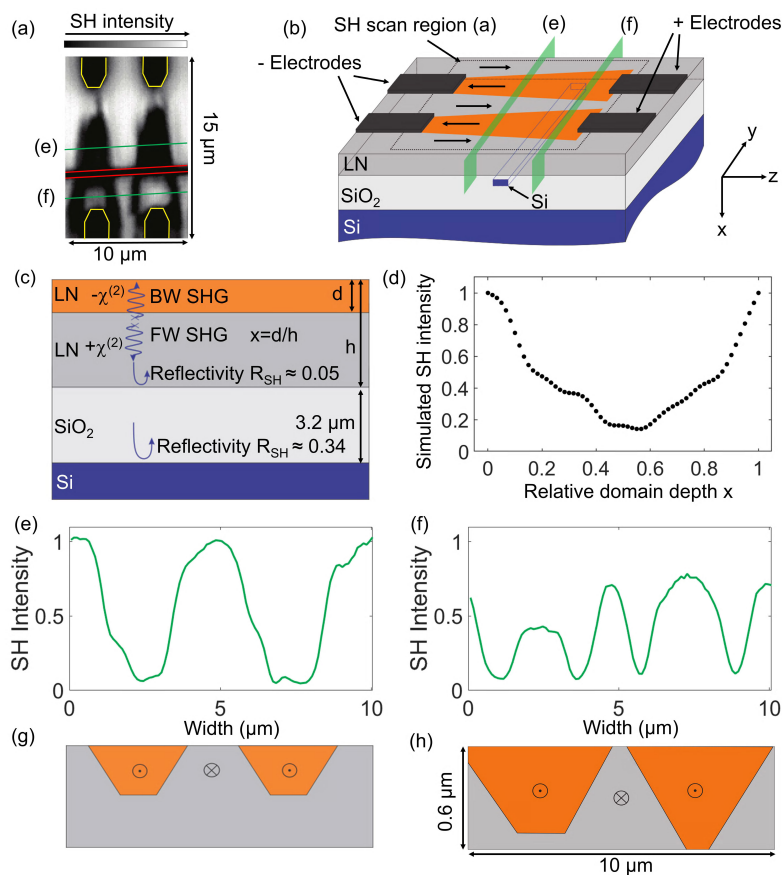 (a)
SH intensity
(e)
(f)
15 μm
10 μm
(b)
SH scan region (a)
(e)
(f)
+ Electrodes
- Electrodes
LN
SiO2
Si
Si
y
z
x
(c)
LN -χ(2) BW SHG
d
LN +χ(2) FW SHG x=d/h
h
Reflectivity RSH ≈ 0.05
SiO2
3.2 μm
Reflectivity RSH ≈ 0.34
Si
(d)
Simulated SH intensity
1
0.8
0.6
0.4
0.2
0
0 0.2 0.4 0.6 0.8 1
Relative domain depth x
(e)
SH Intensity
1
0.5
0
0 5 10
Width (μm)
(f)
SH Intensity
1
0.5
0
0 5 10
Width (μm)
(g)
(h)
0.6 μm
10 μm